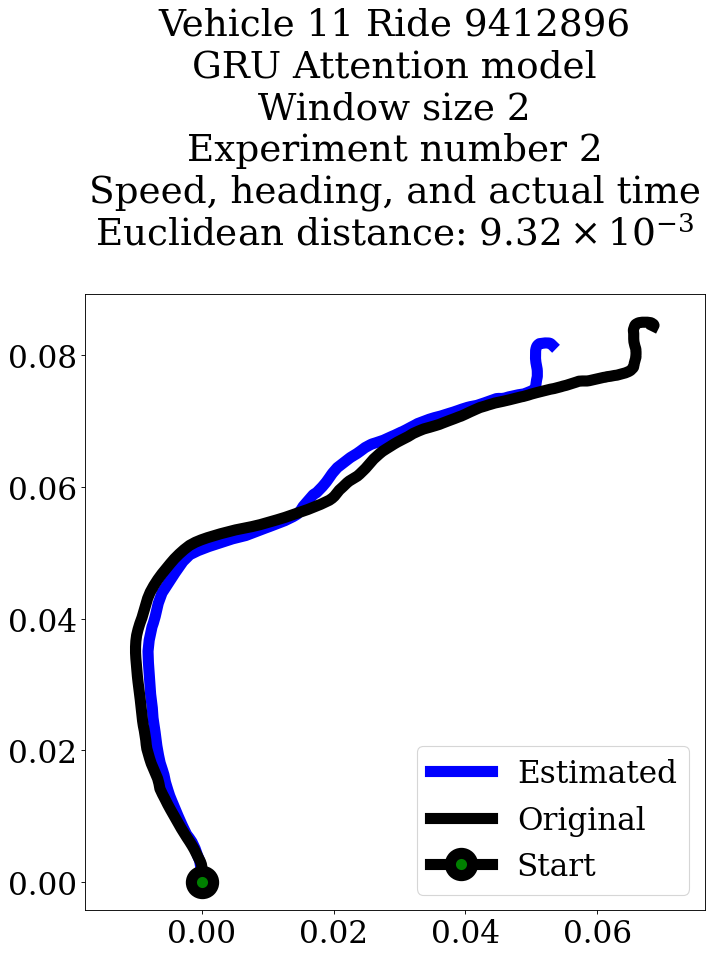 Vehicle 11 Ride 9412896
GRU Attention model
Window size 2
Experiment number 2
Speed, heading, and actual time
Euclidean distance: 9.32 × 10⁻³
0.08
0.06
0.04
0.02
0.00
0.00 0.02 0.04 0.06
Estimated
Original
Start